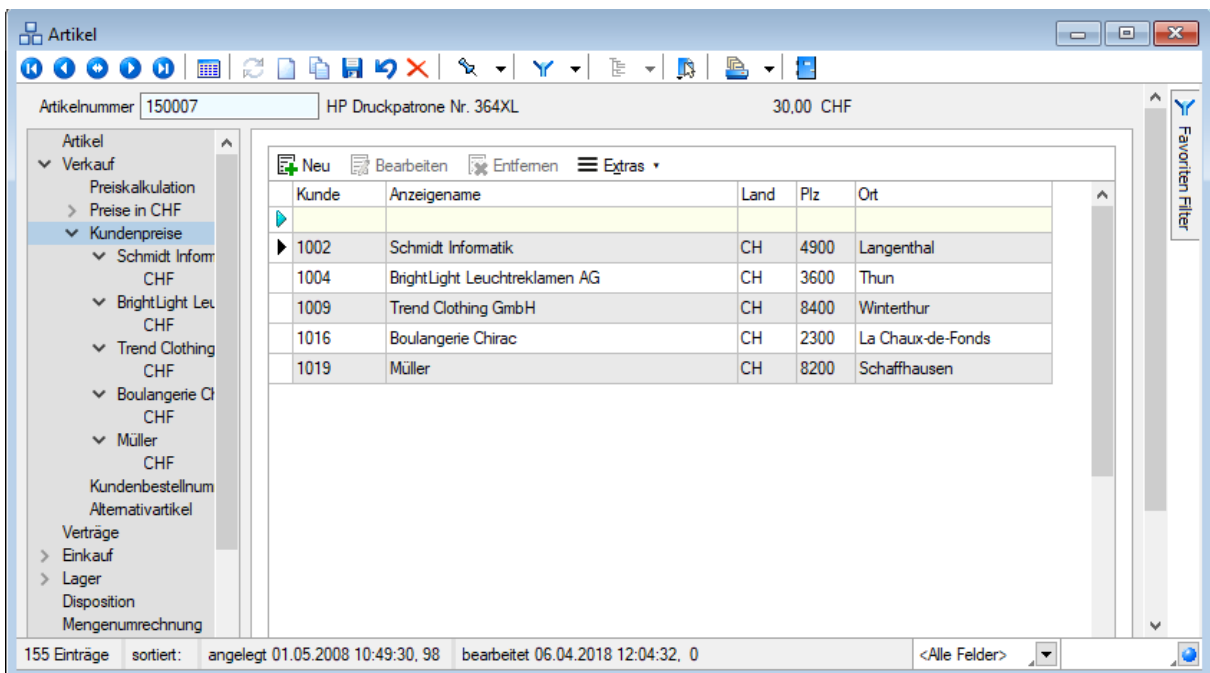 Artikel
Artikelnummer 150007 HP Druckpatrone Nr. 364XL 30,00 CHF
Favoriten Filter
Artikel
Verkauf
Preiskalkulation
Preise in CHF
Kundenpreise
Schmidt Inform
CHF
BrightLight Leu
CHF
Trend Clothing
CHF
Boulangerie Ch
CHF
Müller
CHF
Kundenbestellnum
Alternativartikel
Verträge
Einkauf
Lager
Disposition
Mengenumrechnung
Neu Bearbeiten Entfernen Extras
Kunde Anzeigename Land Plz Ort
1002 Schmidt Informatik CH 4900 Langenthal
1004 BrightLight Leuchtreklamen AG CH 3600 Thun
1009 Trend Clothing GmbH CH 8400 Winterthur
1016 Boulangerie Chirac CH 2300 La Chaux-de-Fonds
1019 Müller CH 8200 Schaffhausen
155 Einträge sortiert: angelegt 01.05.2008 10:49:30, 98 bearbeitet 06.04.2018 12:04:32, 0 <Alle Felder>